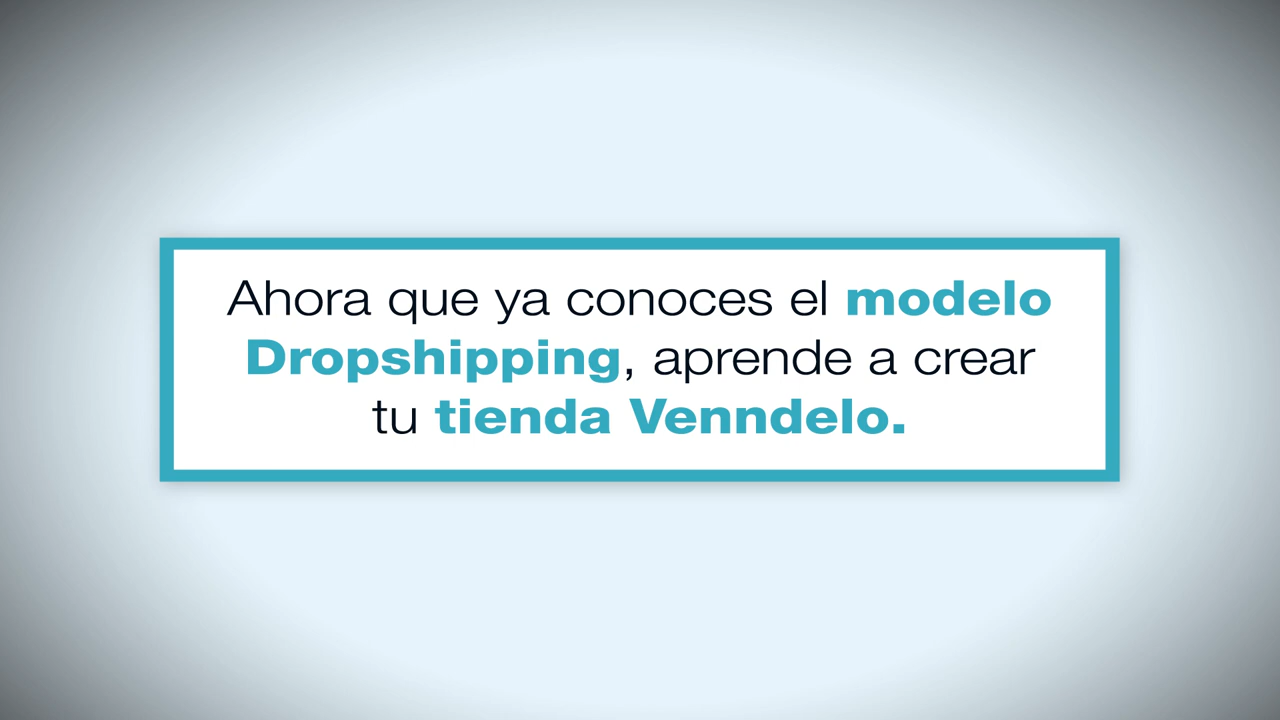 Ahora que ya conoces el modelo
Dropshipping, aprende a crear
tu tienda Venndelo.